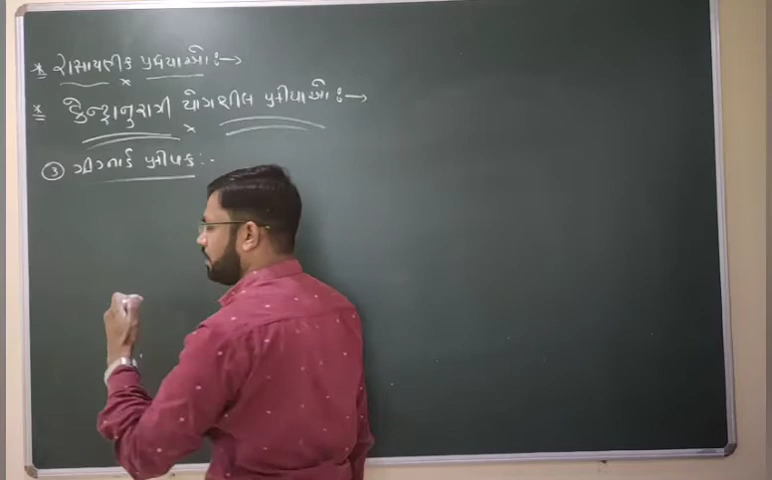 * રાસાયણીક પ્રક્રિયાઓ :→
* કેન્દ્રાનુરાગી યોગશીલ પ્રક્રીયાઓ :→
③ ગ્રીગનાર્ડ પ્રક્રીયક :-